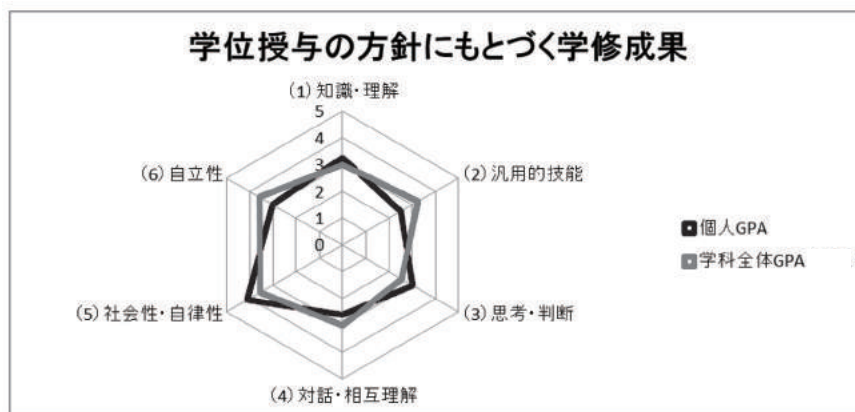 学位授与の方針にもとづく学修成果
(1)知識・理解
5
4
3
2
1
0
(2)汎用的技能
(3)思考・判断
(4)対話・相互理解
(5)社会性・自律性
(6)自立性
個人GPA
学科全体GPA